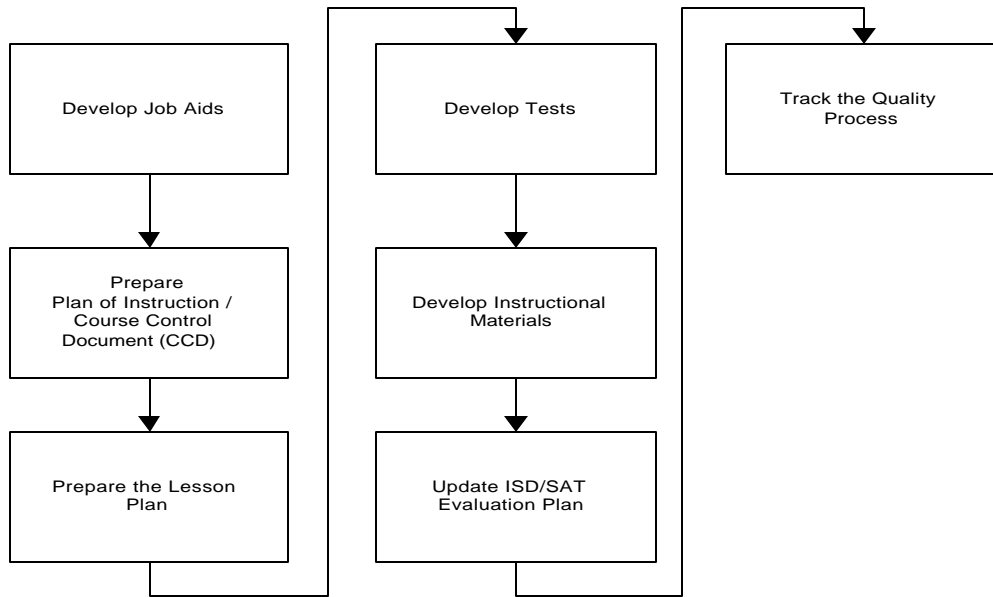 Develop Job Aids
Prepare
Plan of Instruction /
Course Control
Document (CCD)
Prepare the Lesson
Plan
Develop Tests
Develop Instructional
Materials
Update ISD/SAT
Evaluation Plan
Track the Quality
Process